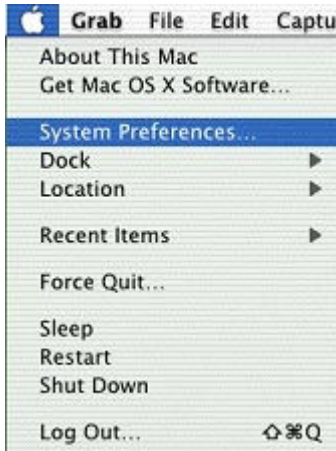 Grab File Edit Captu
About This Mac
Get Mac OS X Software...
System Preferences...
Dock
Location
Recent Items
Force Quit...
Sleep
Restart
Shut Down
Log Out... ⇧⌘Q